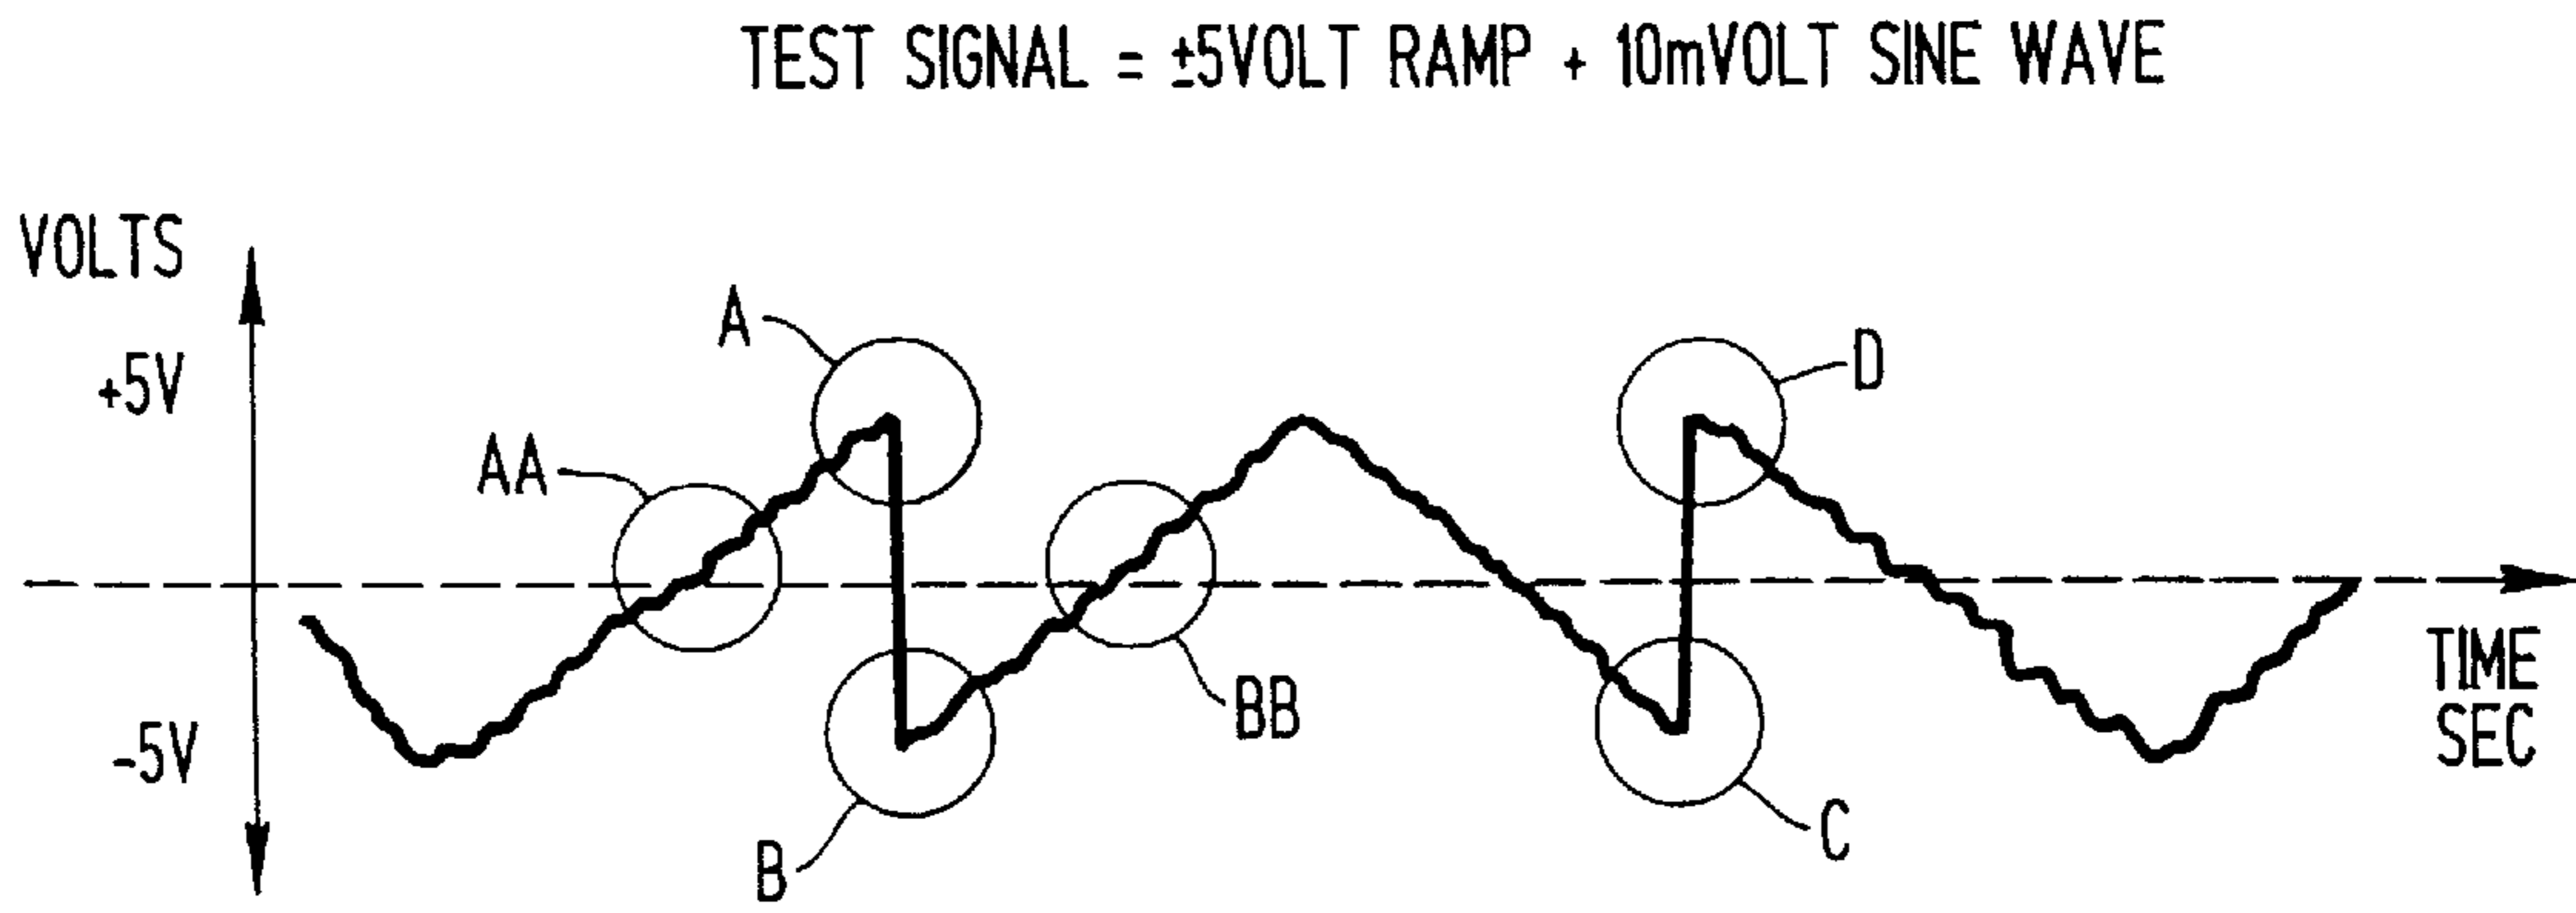 TEST SIGNAL = ±5VOLT RAMP + 10mVOLT SINE WAVE
VOLTS
+5V
-5V
A
AA
B
BB
C
D
TIME
SEC